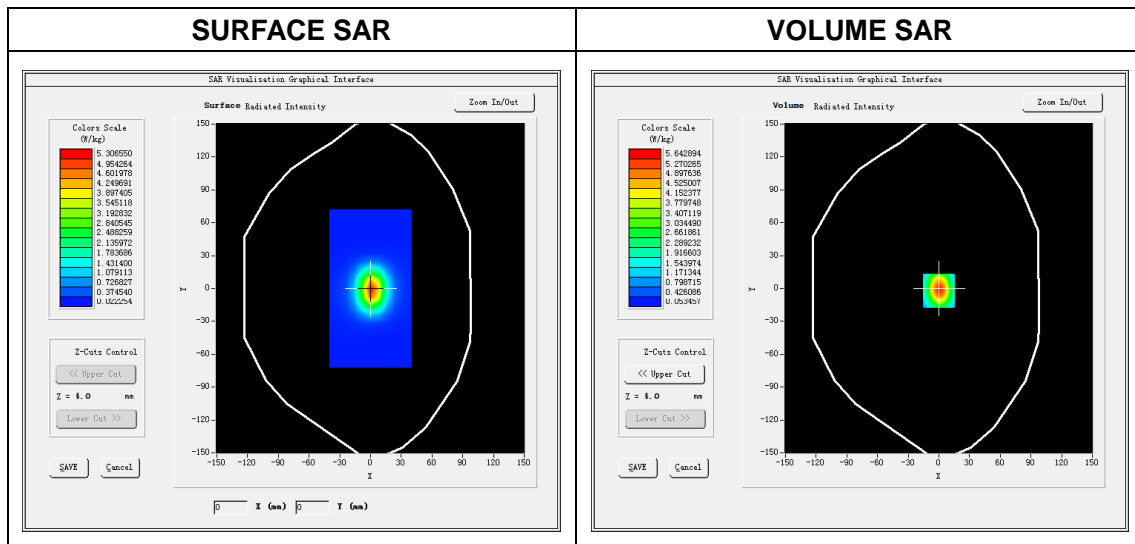 SURFACE SAR
VOLUME SAR
SAR Visualisation Graphical Interface
Surface Radiated Intensity
Zoom In/Out
Colors Scale
(W/kg)
5.306550
4.954264
4.601978
4.249691
3.897405
3.545118
3.192832
2.840545
2.488259
2.135972
1.783686
1.431400
1.079113
0.726827
0.374540
0.022254
Z-Cuts Control
<< Upper Cut
Z = 4.0 mm
Lower Cut >>
SAVE Cancel
150
120
90
60
30
0
-30
-60
-90
-120
-150
Y
-150 -120 -90 -60 -30 0 30 60 90 120 150
X
0 X (mm) 0 Y (mm)
SAR Visualisation Graphical Interface
Volume Radiated Intensity
Zoom In/Out
Colors Scale
(W/kg)
5.642894
5.270265
4.897636
4.525007
4.152377
3.779748
3.407119
3.034490
2.661861
2.289232
1.916603
1.543974
1.171344
0.798715
0.426086
0.053457
Z-Cuts Control
<< Upper Cut
Z = 4.0 mm
Lower Cut >>
SAVE Cancel
150
120
90
60
30
0
-30
-60
-90
-120
-150
Y
-150 -120 -90 -60 -30 0 30 60 90 120 150
X